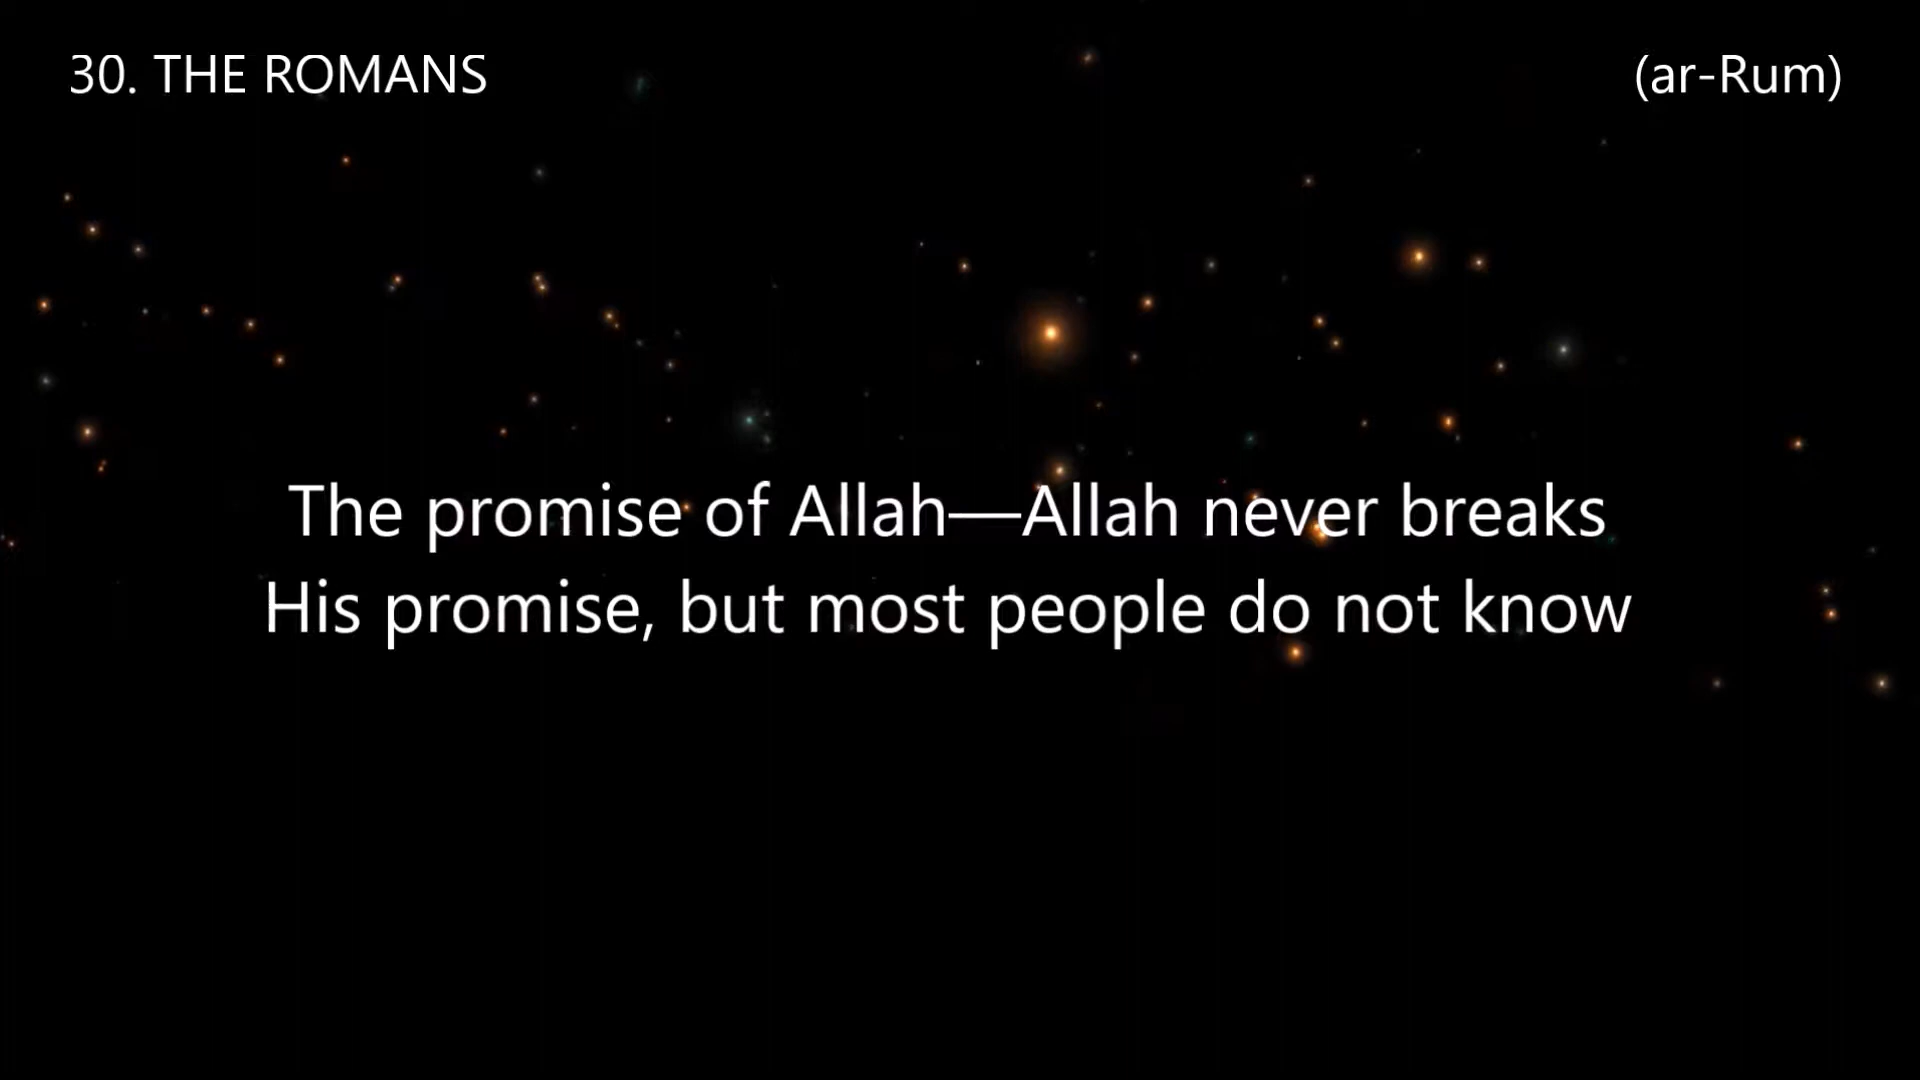 30. THE ROMANS
(ar-Rum)
The promise of Allah—Allah never breaks
His promise, but most people do not know